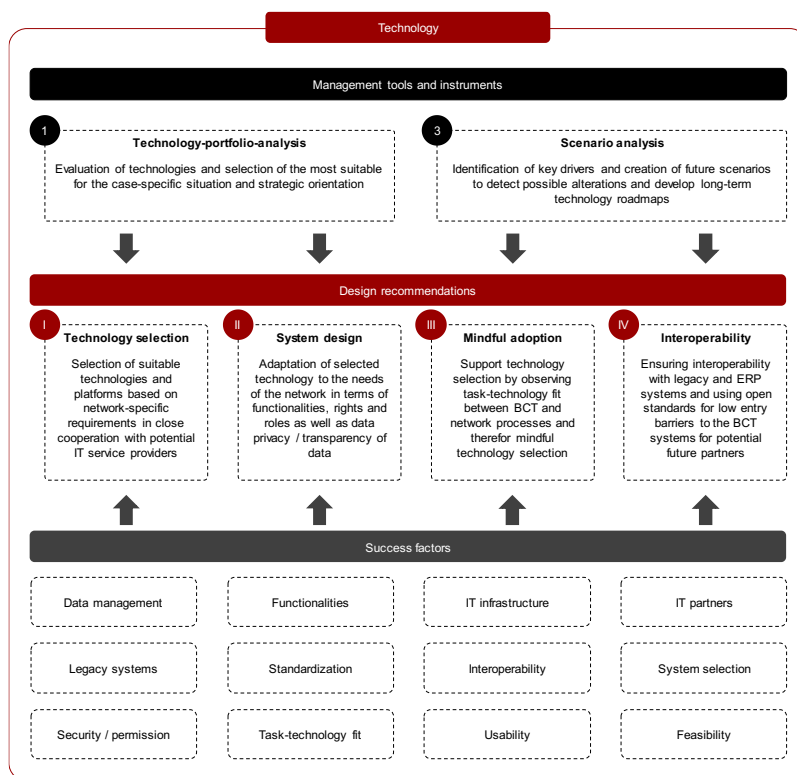 Technology
Management tools and instruments
1
Technology-portfolio-analysis
Evaluation of technologies and selection of the most suitable
for the case-specific situation and strategic orientation
3
Scenario analysis
Identification of key drivers and creation of future scenarios
to detect possible alterations and develop long-term
technology roadmaps
Design recommendations
I
Technology selection
Selection of suitable
technologies and
platforms based on
network-specific
requirements in close
cooperation with potential
IT service providers
II
System design
Adaptation of selected
technology to the needs
of the network in terms of
functionalities, rights and
roles as well as data
privacy / transparency of
data
III
Mindful adoption
Support technology
selection by observing
task-technology fit
between BCT and
network processes and
therefor mindful
technology selection
IV
Interoperability
Ensuring interoperability
with legacy and ERP
systems and using open
standards for low entry
barriers to the BCT
systems for potential
future partners
Success factors
Data management
Functionalities
IT infrastructure
IT partners
Legacy systems
Standardization
Interoperability
System selection
Security / permission
Task-technology fit
Usability
Feasibility